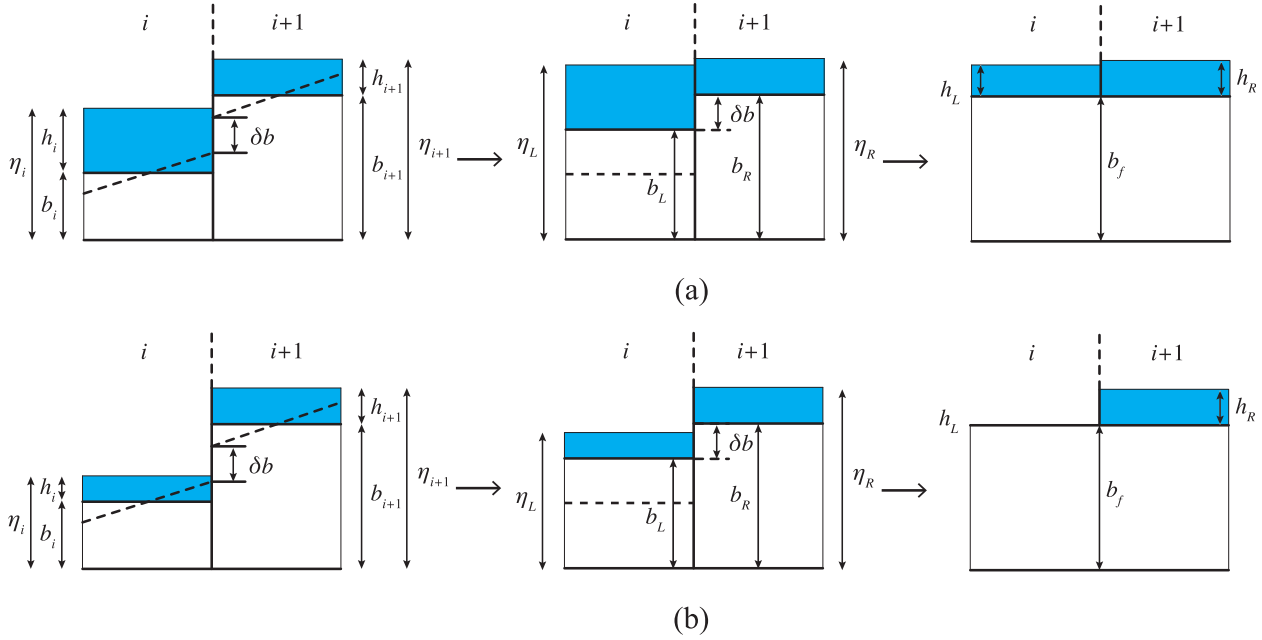 i i+1 i i+1 i i+1
h_{i+1} h_L h_R
h_i δb δb
η_i η_{i+1} η_L η_R
b_{i+1} b_R b_f
b_i b_L
(a)
i i+1 i i+1 i i+1
h_{i+1} h_L h_R
δb δb
h_i η_{i+1} η_L η_R
η_i b_{i+1} b_R b_f
b_i b_L
(b)